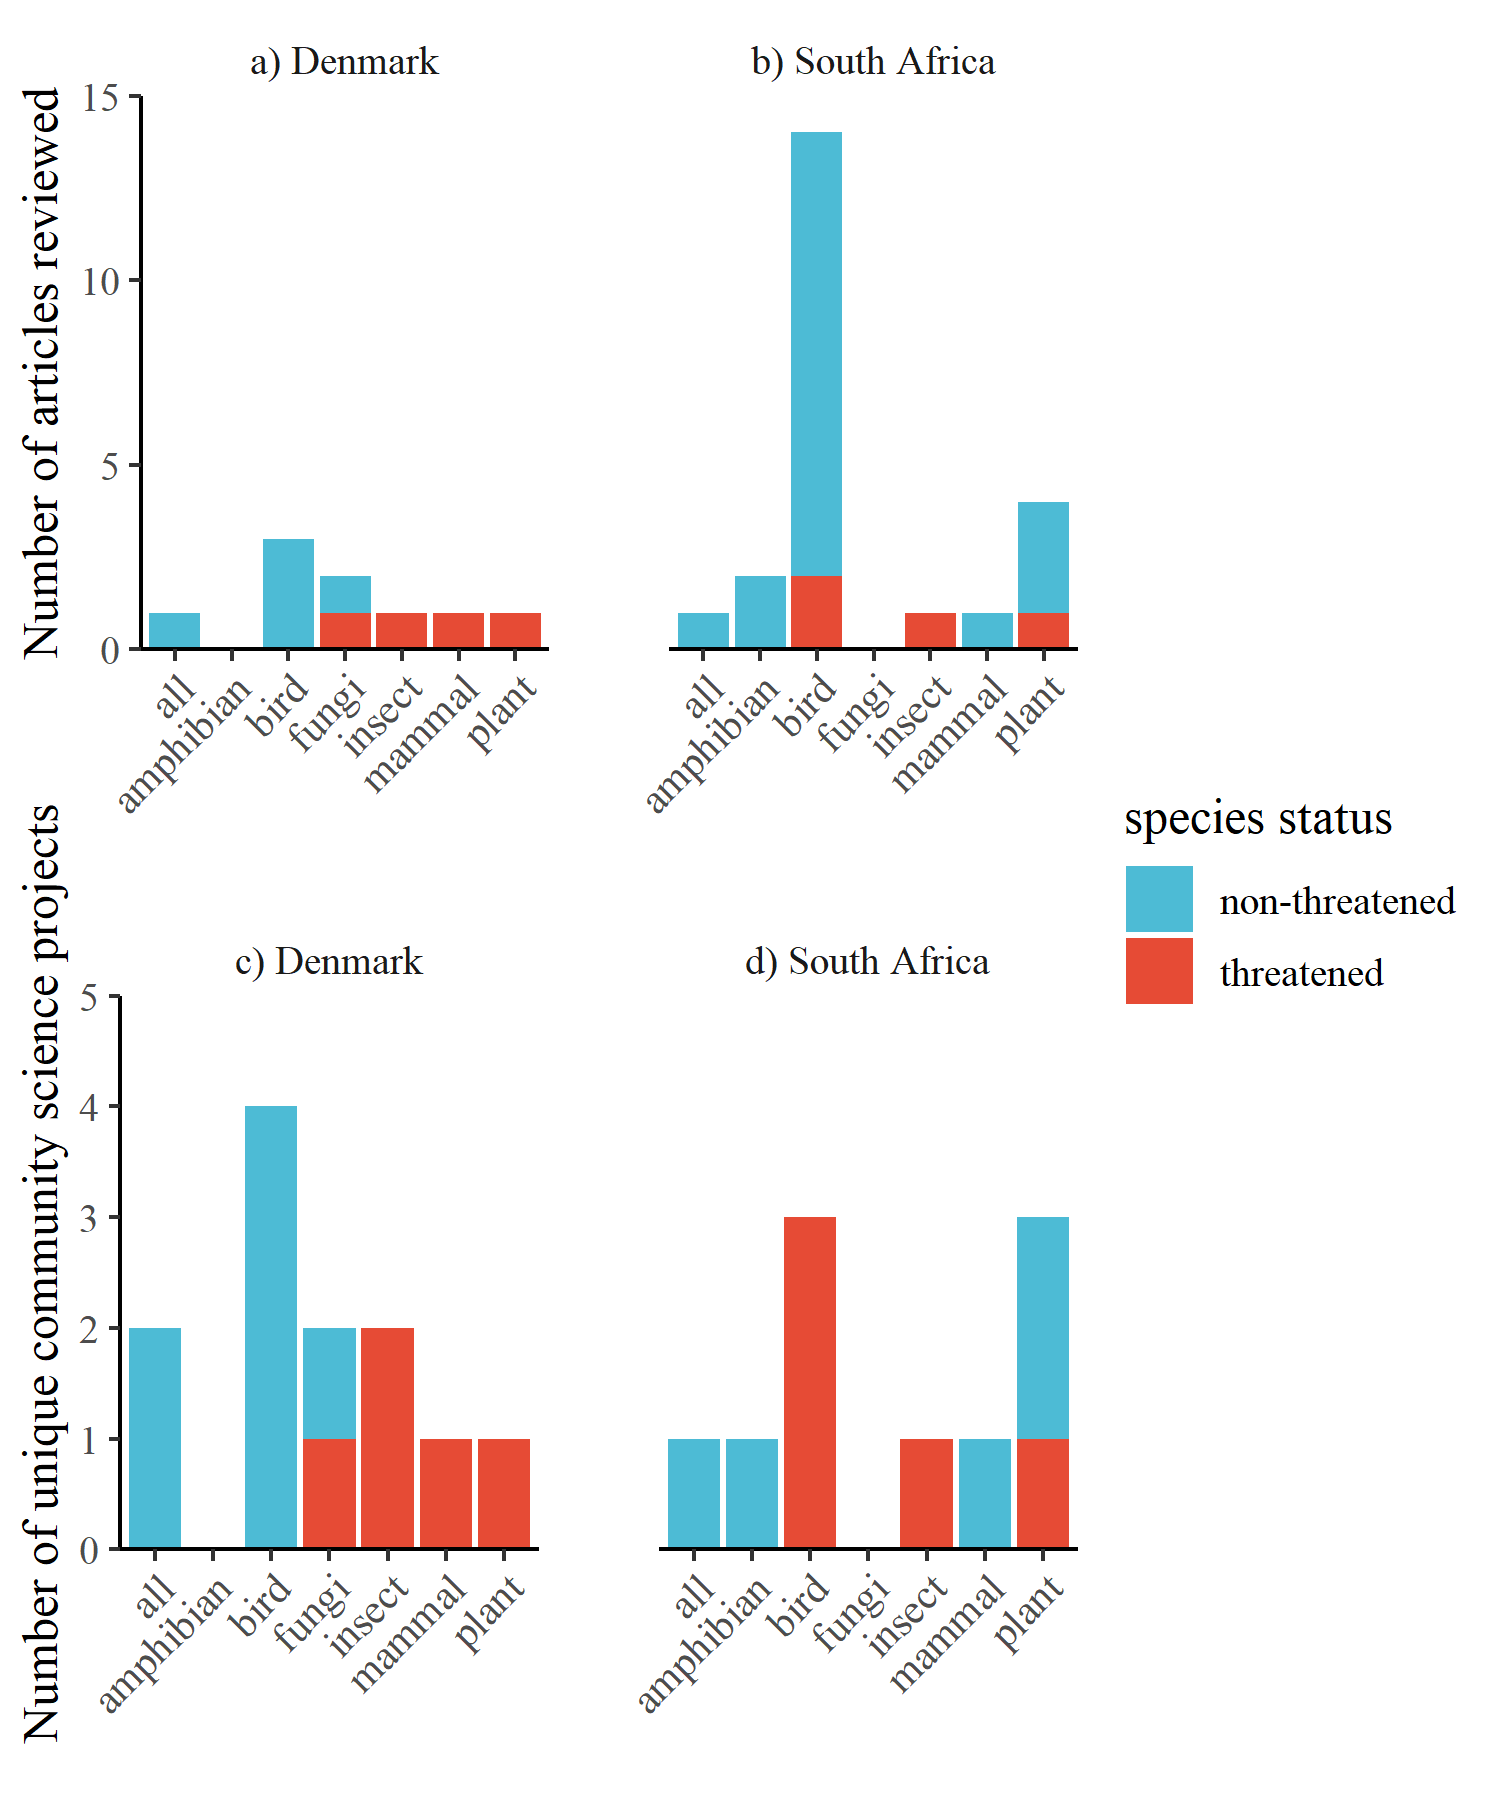 a) Denmark
b) South Africa
Number of articles reviewed
15
10
5
0
all
amphibian
bird
fungi
insect
mammal
plant
all
amphibian
bird
fungi
insect
mammal
plant
species status
non-threatened
threatened
c) Denmark
d) South Africa
Number of unique community science projects
5
4
3
2
1
0
all
amphibian
bird
fungi
insect
mammal
plant
all
amphibian
bird
fungi
insect
mammal
plant